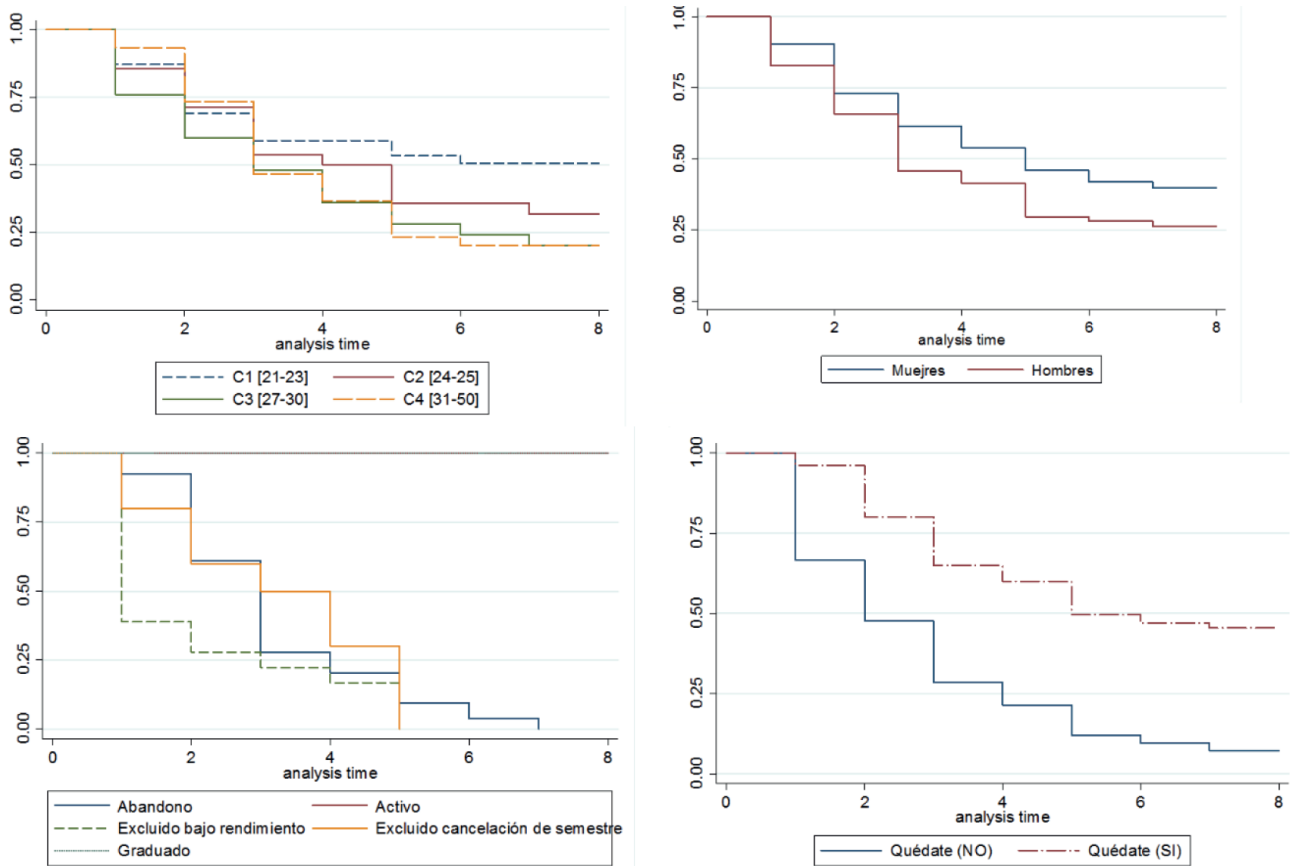 1.00
0.75
0.50
0.25
0.00
0 2 4 6 8
analysis time
C1 [21-23] C2 [24-25]
C3 [27-30] C4 [31-50]
1.00
0.75
0.50
0.25
0.00
0 2 4 6 8
analysis time
Muejres Hombres
1.00
0.75
0.50
0.25
0.00
0 2 4 6 8
analysis time
Abandono Activo
Excluido bajo rendimiento Excluido cancelación de semestre
Graduado
1.00
0.75
0.50
0.25
0.00
0 2 4 6 8
analysis time
Quédate (NO) Quédate (SI)